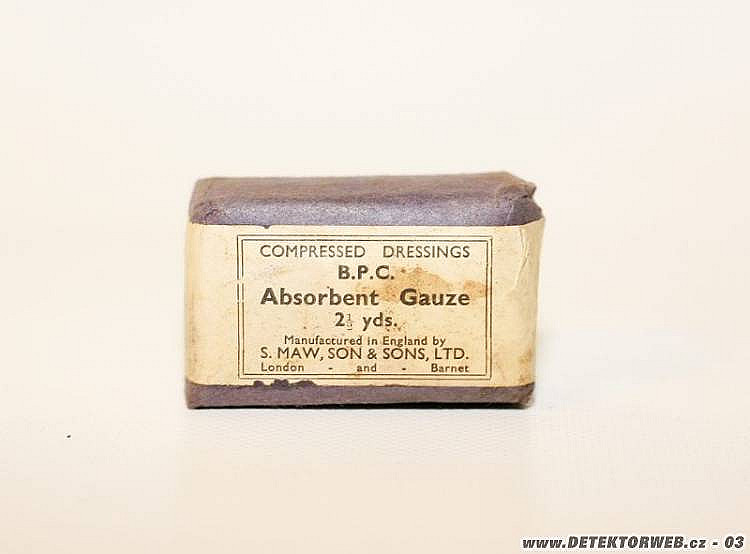 COMPRESSED DRESSINGS
B.P.C.
Absorbent Gauze
2½ yds.
Manufactured in England by
S. MAW, SON & SONS, LTD.
London - and - Barnet
www.DETEKTORWEB.cz - 03